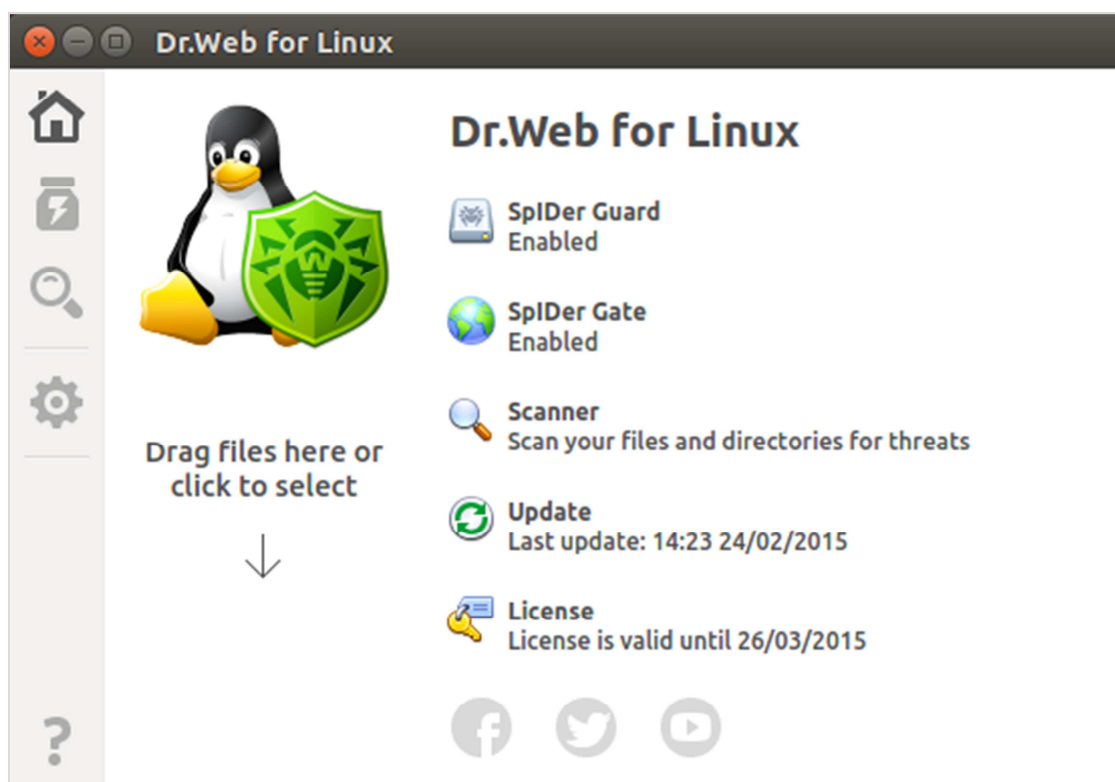 Dr.Web for Linux
Dr.Web for Linux
SpIDer Guard
Enabled
SpIDer Gate
Enabled
Scanner
Scan your files and directories for threats
Drag files here or
click to select
Update
Last update: 14:23 24/02/2015
License
License is valid until 26/03/2015